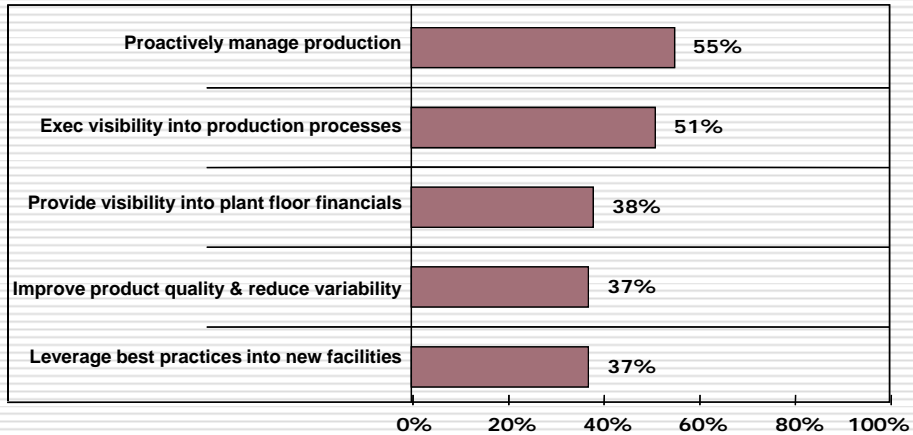 Proactively manage production 55%
Exec visibility into production processes 51%
Provide visibility into plant floor financials 38%
Improve product quality & reduce variability 37%
Leverage best practices into new facilities 37%
0% 20% 40% 60% 80% 100%